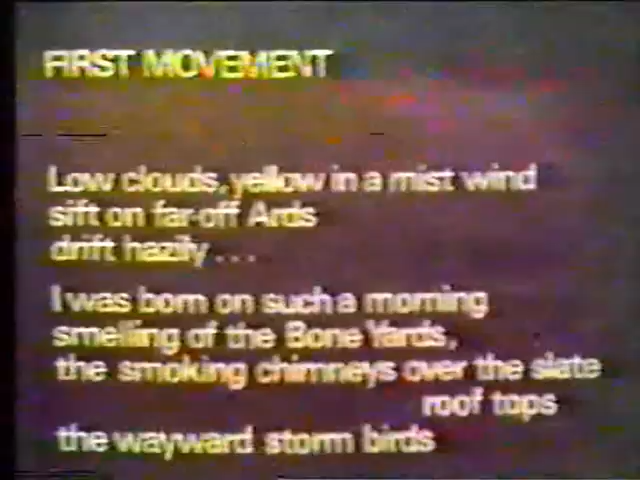 FIRST MOVEMENT
Low clouds, yellow in a mist wind
sift on far-off Ards
drift hazily...
I was born on such a morning
smelling of the Bone Yards,
the smoking chimneys over the slate
roof tops
the wayward storm birds